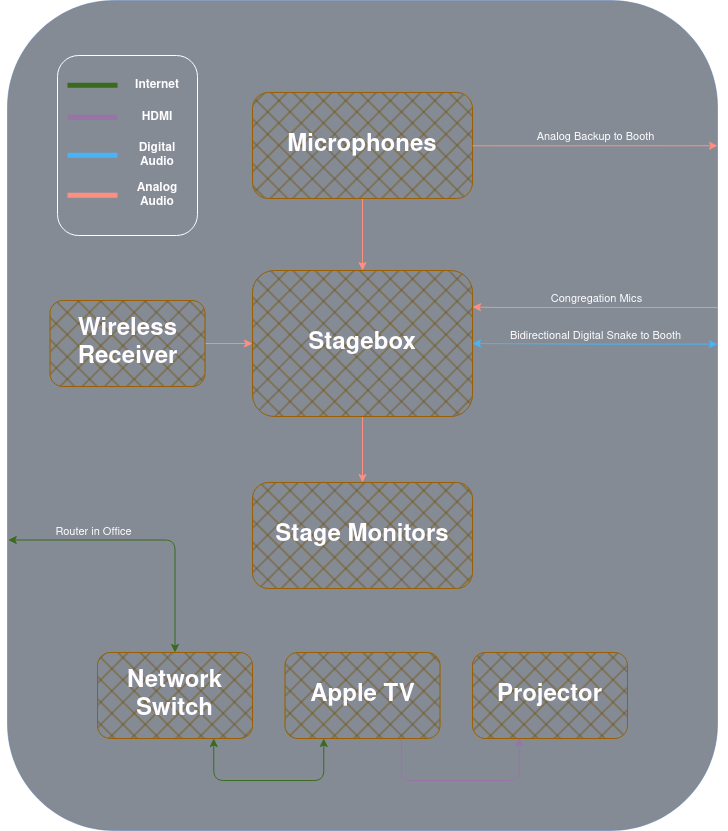 Internet
HDMI
Digital
Audio
Analog
Audio
Microphones
Analog Backup to Booth
Wireless
Receiver
Stagebox
Congregation Mics
Bidirectional Digital Snake to Booth
Stage Monitors
Router in Office
Network
Switch
Apple TV
Projector